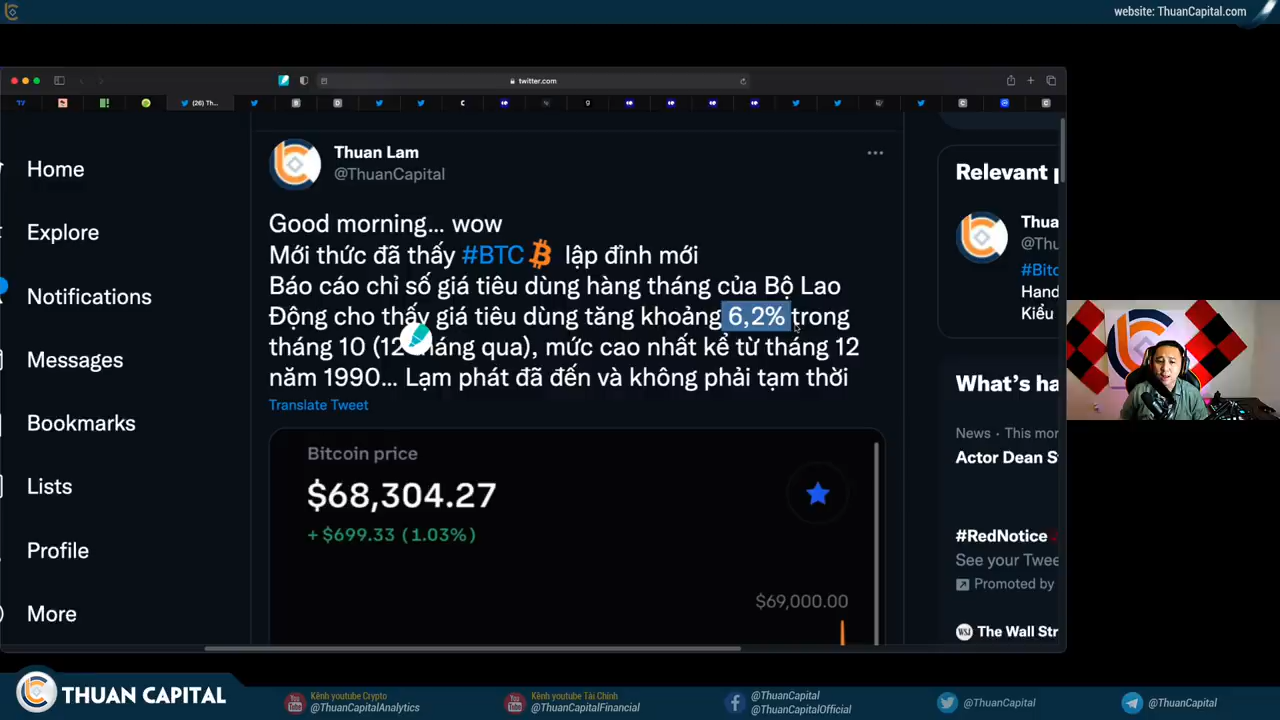 website: ThuanCapital.com
twitter.com
(26) Th...
Home
Explore
Notifications
Messages
Bookmarks
Lists
Profile
More
Thuan Lam
@ThuanCapital
Good morning... wow
Mới thức đã thấy #BTC lập đỉnh mới
Báo cáo chỉ số giá tiêu dùng hàng tháng của Bộ Lao
Động cho thấy giá tiêu dùng tăng khoảng 6,2% trong
tháng 10 (12 tháng qua), mức cao nhất kể từ tháng 12
năm 1990... Lạm phát đã đến và không phải tạm thời
Translate Tweet
Bitcoin price
$68,304.27
+ $699.33 (1.03%)
$69,000.00
Relevant p
Thua
@Thu
#Bitc
Hand
Kiểu
What's ha
News · This mor
Actor Dean S
#RedNotice
See your Twee
Promoted by
WSJ
The Wall Str
THUAN CAPITAL
Kênh youtube Crypto
@ThuanCapitalAnalytics
Kênh youtube Tài Chính
@ThuanCapitalFinancial
@ThuanCapital
@ThuanCapitalOfficial
@ThuanCapital
@ThuanCapital